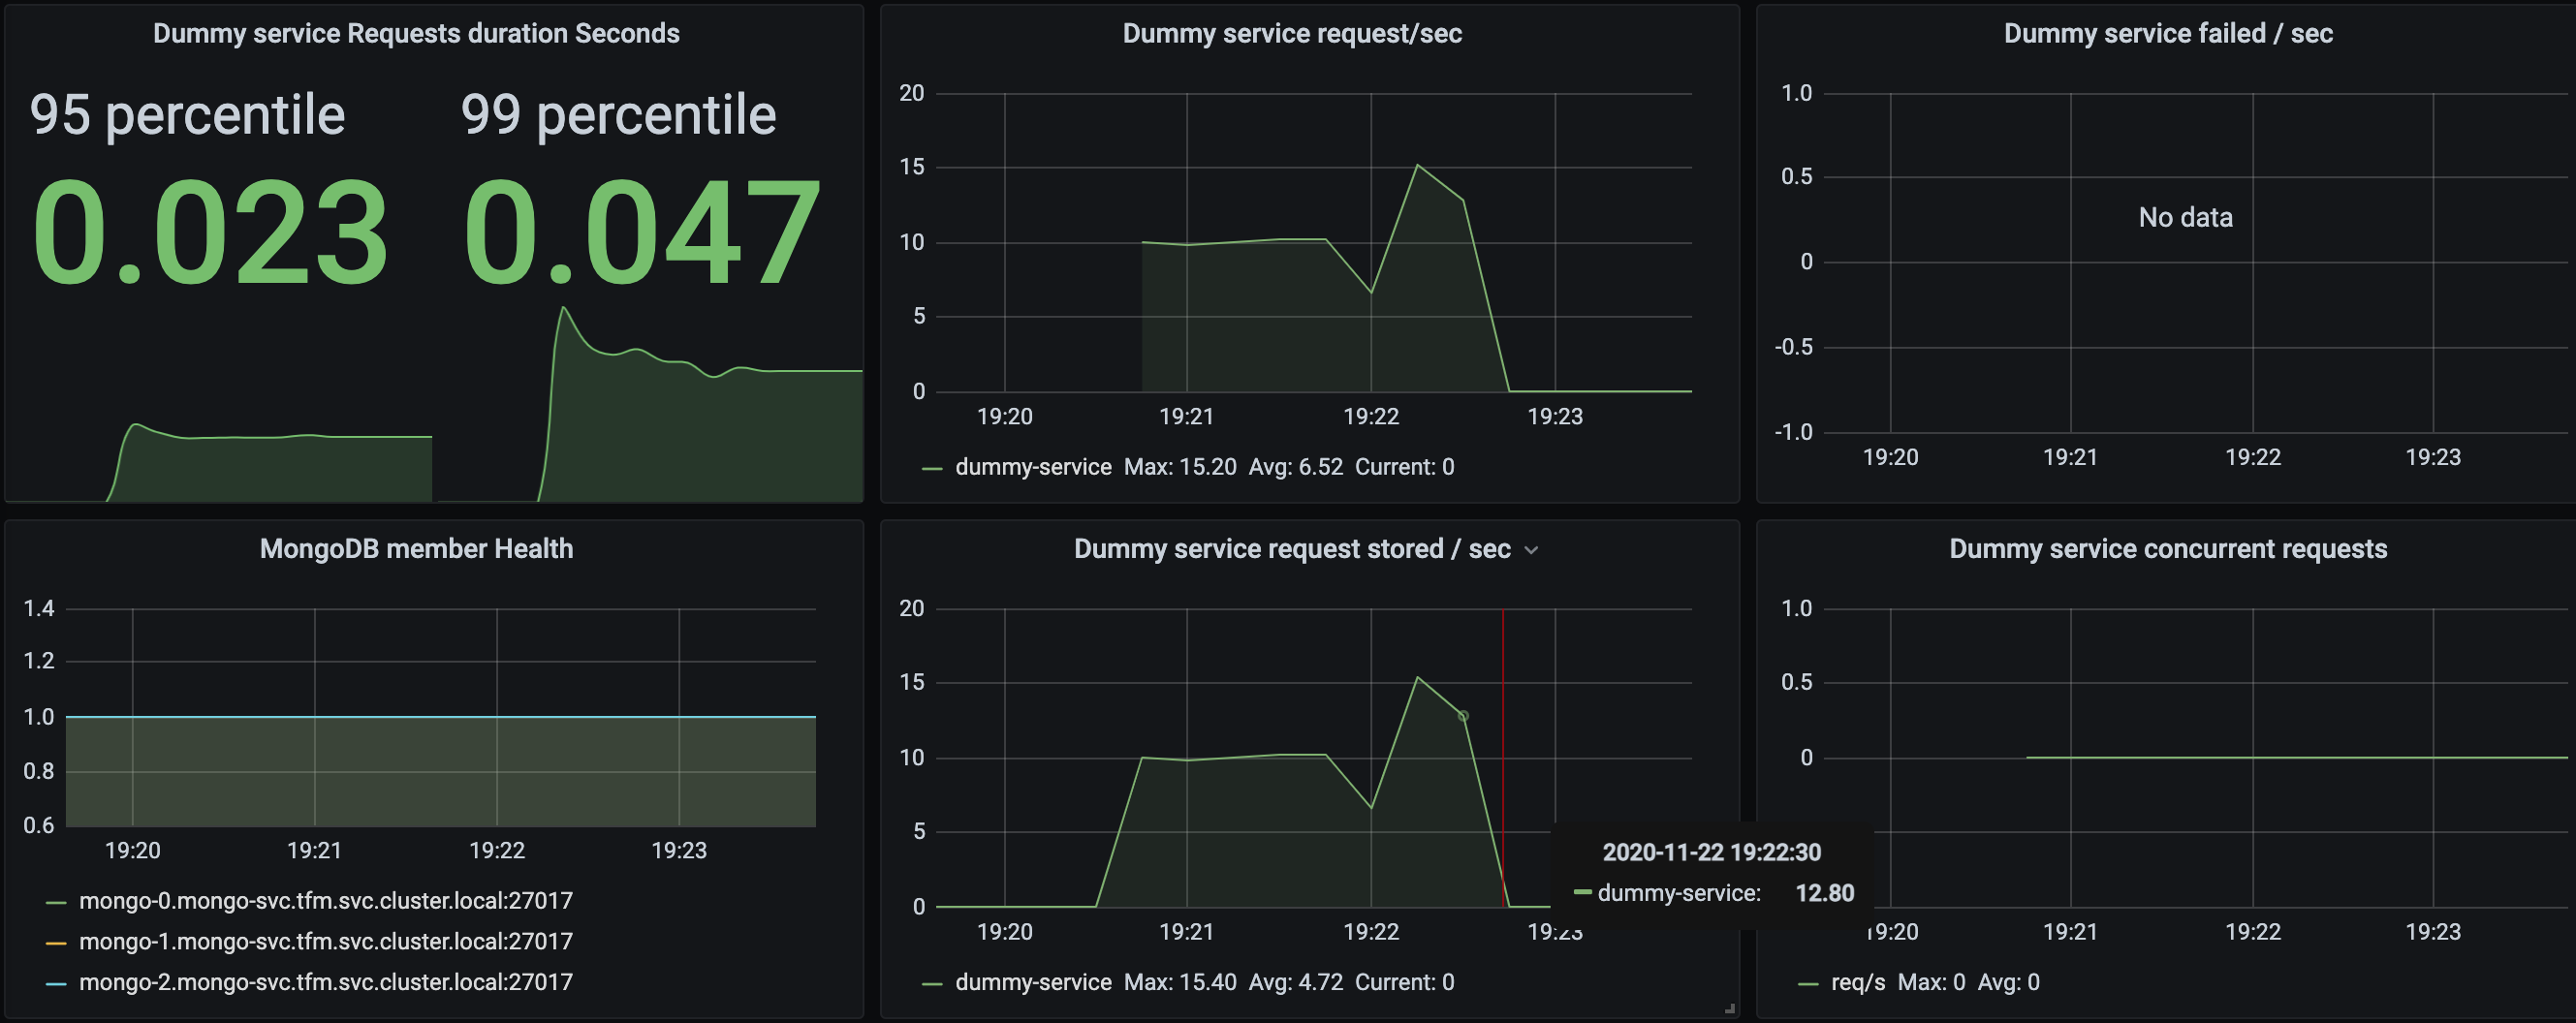 Dummy service Requests duration Seconds
95 percentile 99 percentile
0.023 0.047
Dummy service request/sec
20
15
10
5
0
19:20 19:21 19:22 19:23
dummy-service Max: 15.20 Avg: 6.52 Current: 0
Dummy service failed / sec
1.0
0.5
No data
0
-0.5
-1.0
19:20 19:21 19:22 19:23
MongoDB member Health
1.4
1.2
1.0
0.8
0.6
19:20 19:21 19:22 19:23
mongo-0.mongo-svc.tfm.svc.cluster.local:27017
mongo-1.mongo-svc.tfm.svc.cluster.local:27017
mongo-2.mongo-svc.tfm.svc.cluster.local:27017
Dummy service request stored / sec
20
15
10
5
0
19:20 19:21 19:22 19:23
dummy-service Max: 15.40 Avg: 4.72 Current: 0
2020-11-22 19:22:30
dummy-service: 12.80
Dummy service concurrent requests
1.0
0.5
0
19:20 19:21 19:22 19:23
req/s Max: 0 Avg: 0